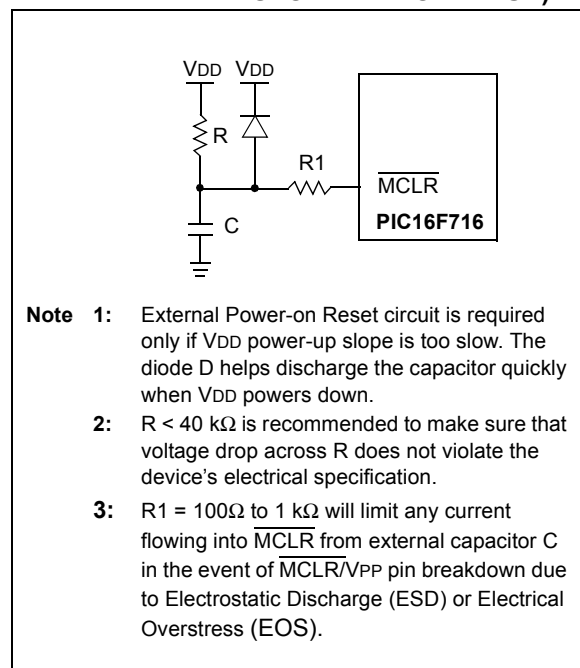 VDD VDD
R
R1
MCLR
PIC16F716
C
Note 1: External Power-on Reset circuit is required
only if VDD power-up slope is too slow. The
diode D helps discharge the capacitor quickly
when VDD powers down.
2: R < 40 kΩ is recommended to make sure that
voltage drop across R does not violate the
device's electrical specification.
3: R1 = 100Ω to 1 kΩ will limit any current
flowing into MCLR from external capacitor C
in the event of MCLR/VPP pin breakdown due
to Electrostatic Discharge (ESD) or Electrical
Overstress (EOS).